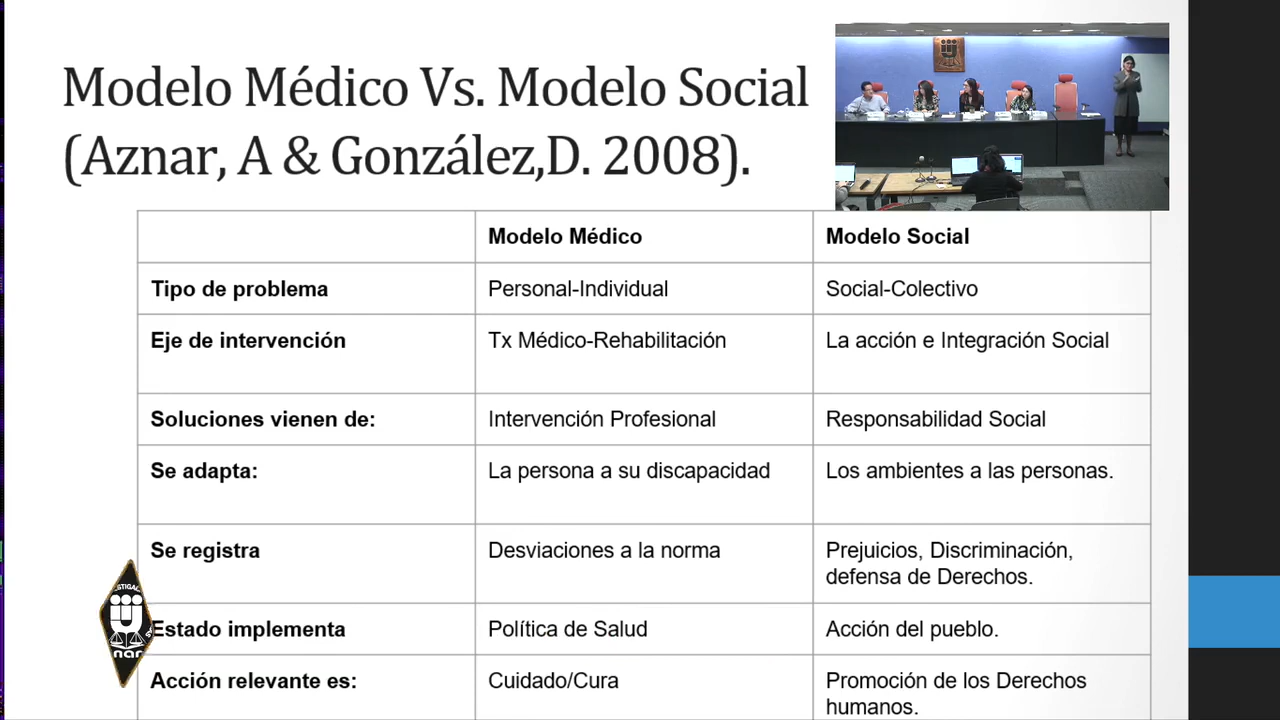 Modelo Médico Vs. Modelo Social
(Aznar, A & González,D. 2008).
Modelo Médico Modelo Social
Tipo de problema Personal-Individual Social-Colectivo
Eje de intervención Tx Médico-Rehabilitación La acción e Integración Social
Soluciones vienen de: Intervención Profesional Responsabilidad Social
Se adapta: La persona a su discapacidad Los ambientes a las personas.
Se registra Desviaciones a la norma Prejuicios, Discriminación,
defensa de Derechos.
Estado implementa Política de Salud Acción del pueblo.
Acción relevante es: Cuidado/Cura Promoción de los Derechos
humanos.